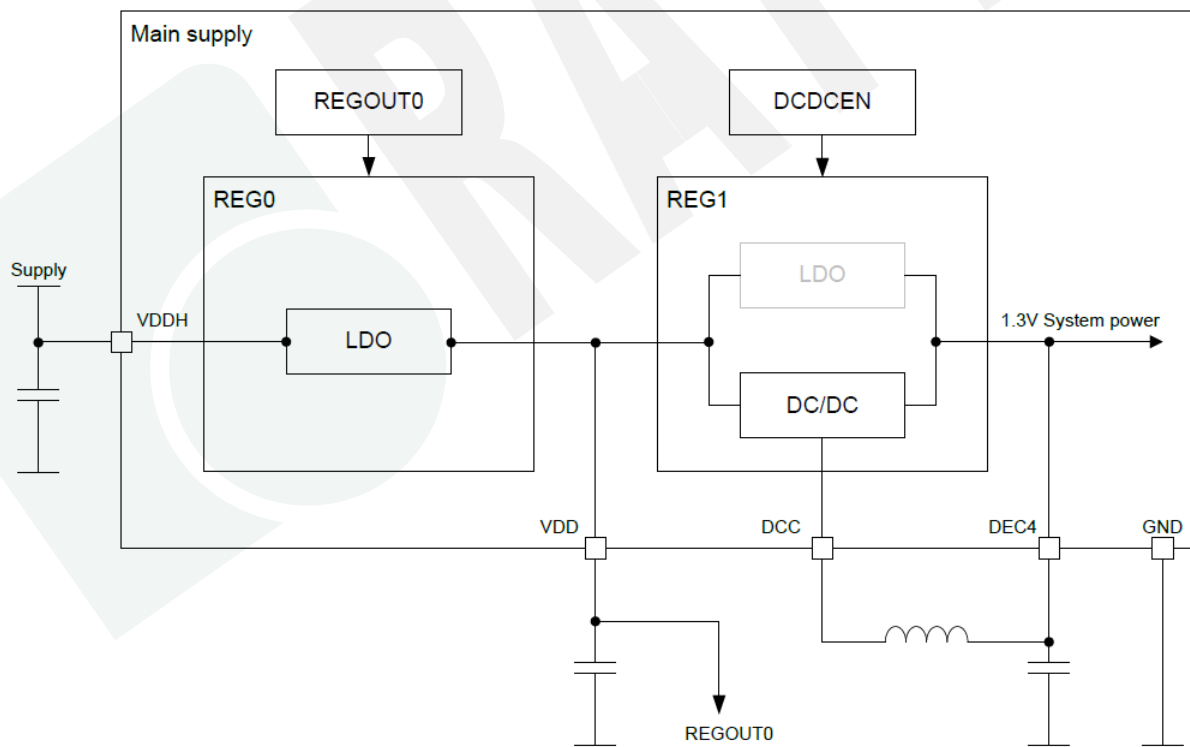 Main supply
REGOUT0
DCDCEN
REG0
REG1
LDO
Supply
VDDH
LDO
1.3V System power
DC/DC
VDD
DCC
DEC4
GND
REGOUT0